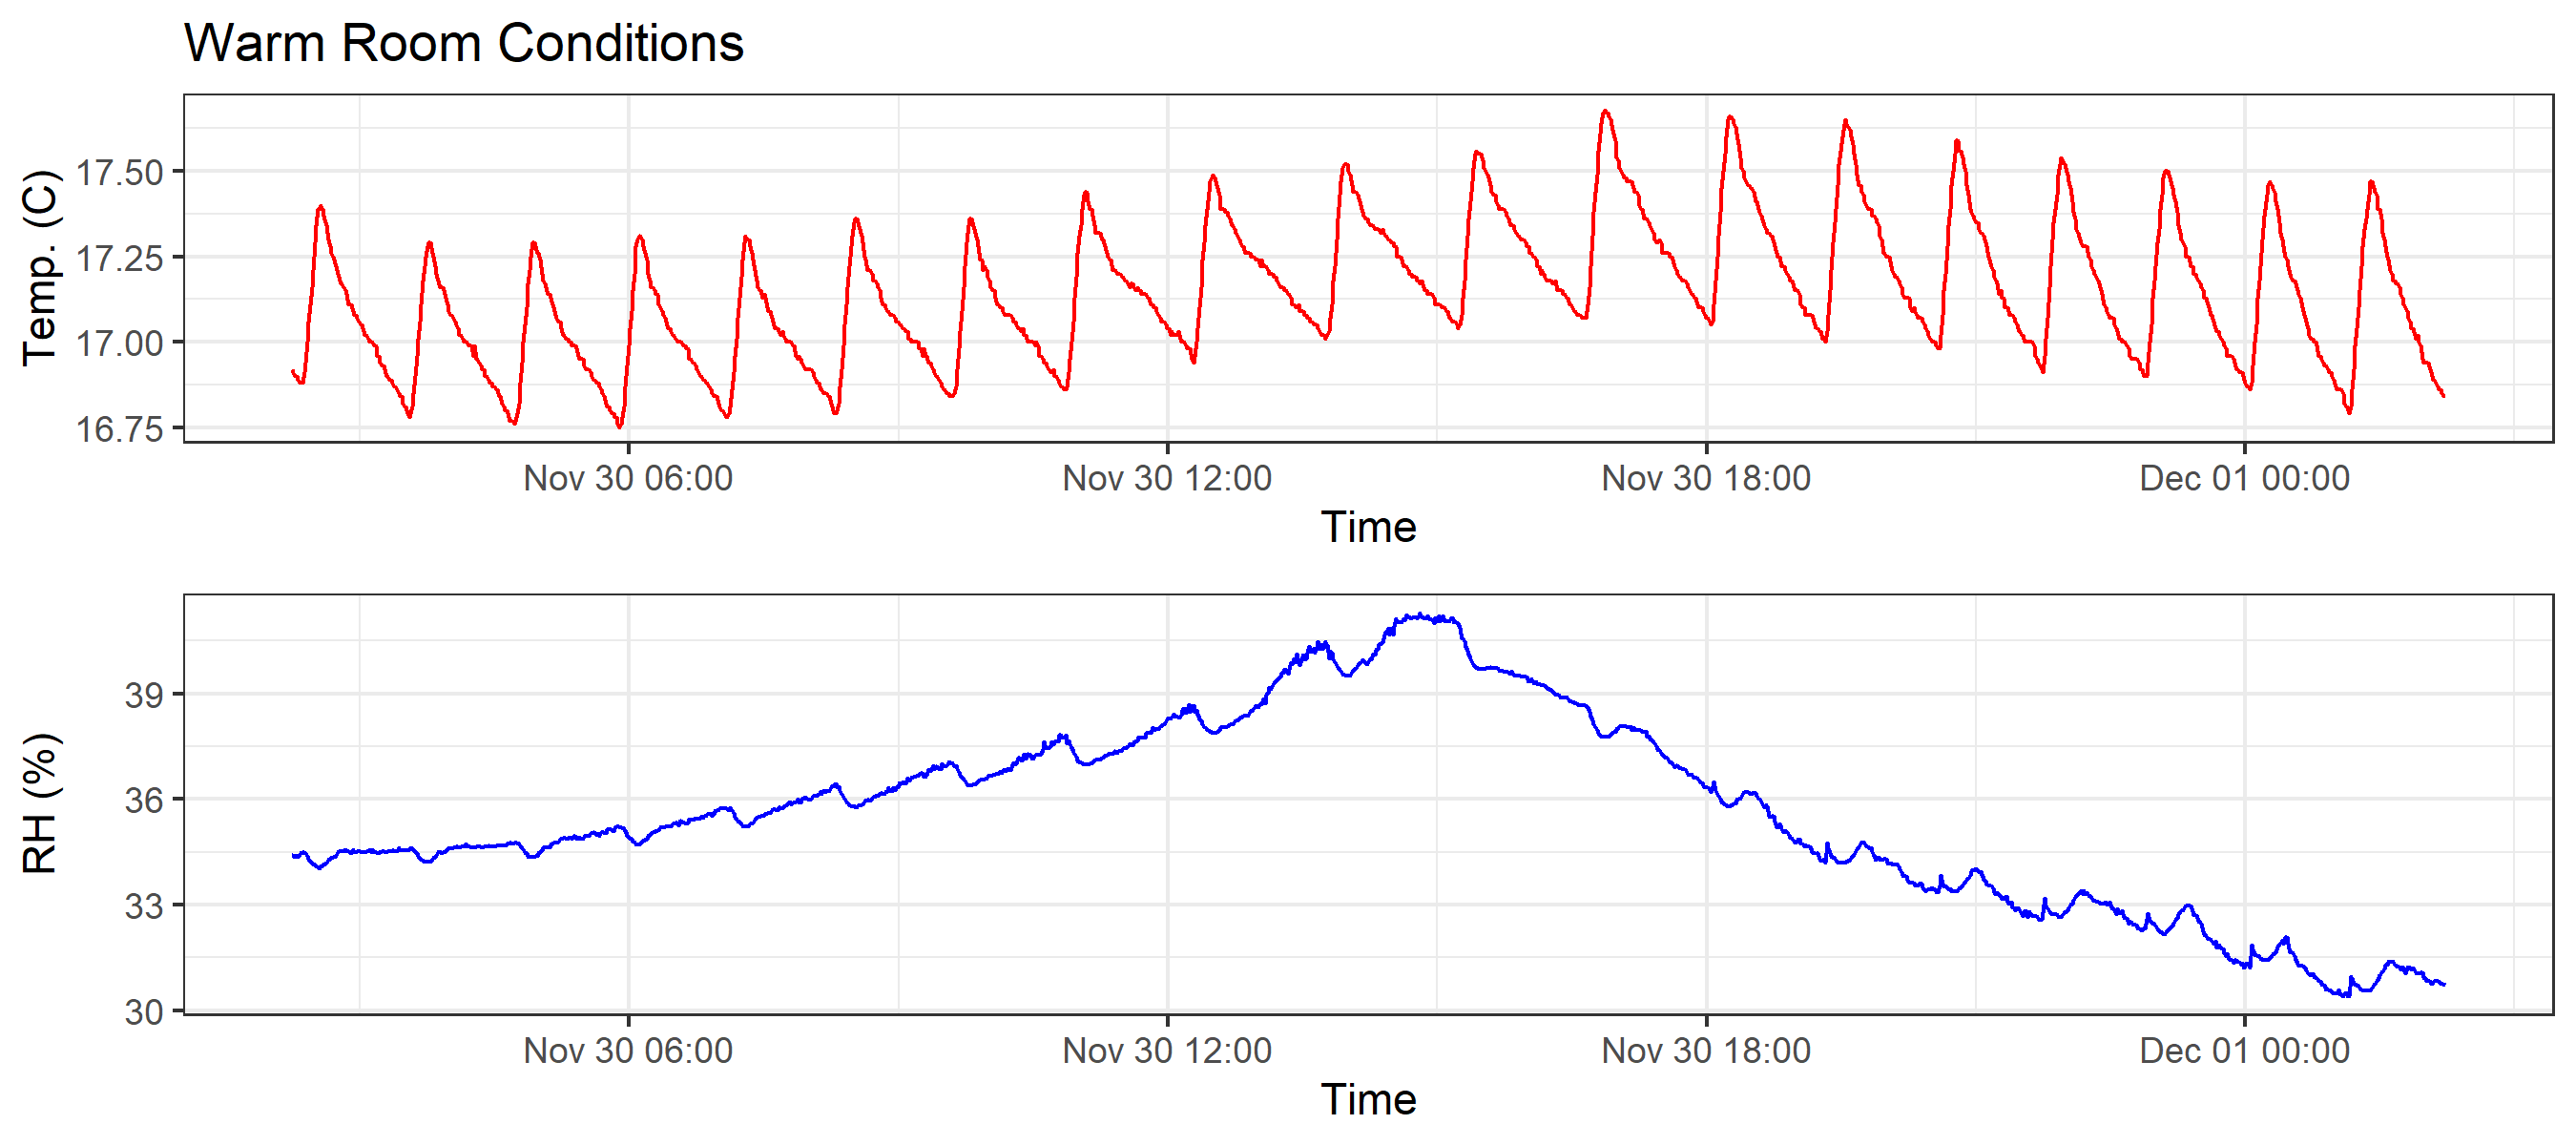 Warm Room Conditions
Temp. (C)
17.50
17.25
17.00
16.75
Nov 30 06:00 Nov 30 12:00 Nov 30 18:00 Dec 01 00:00
Time
RH (%)
39
36
33
30
Nov 30 06:00 Nov 30 12:00 Nov 30 18:00 Dec 01 00:00
Time